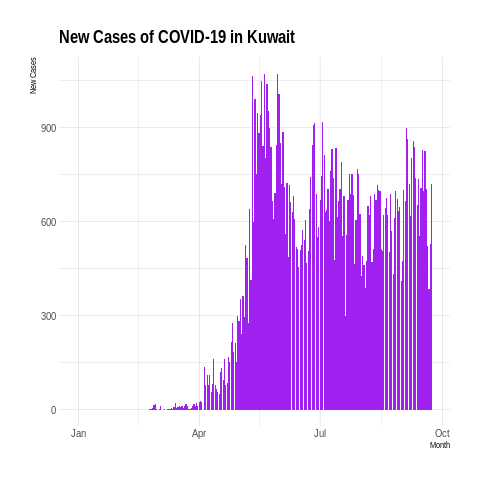 New Cases of COVID-19 in Kuwait
New Cases
900
600
300
0
Jan Apr Jul Oct
Month